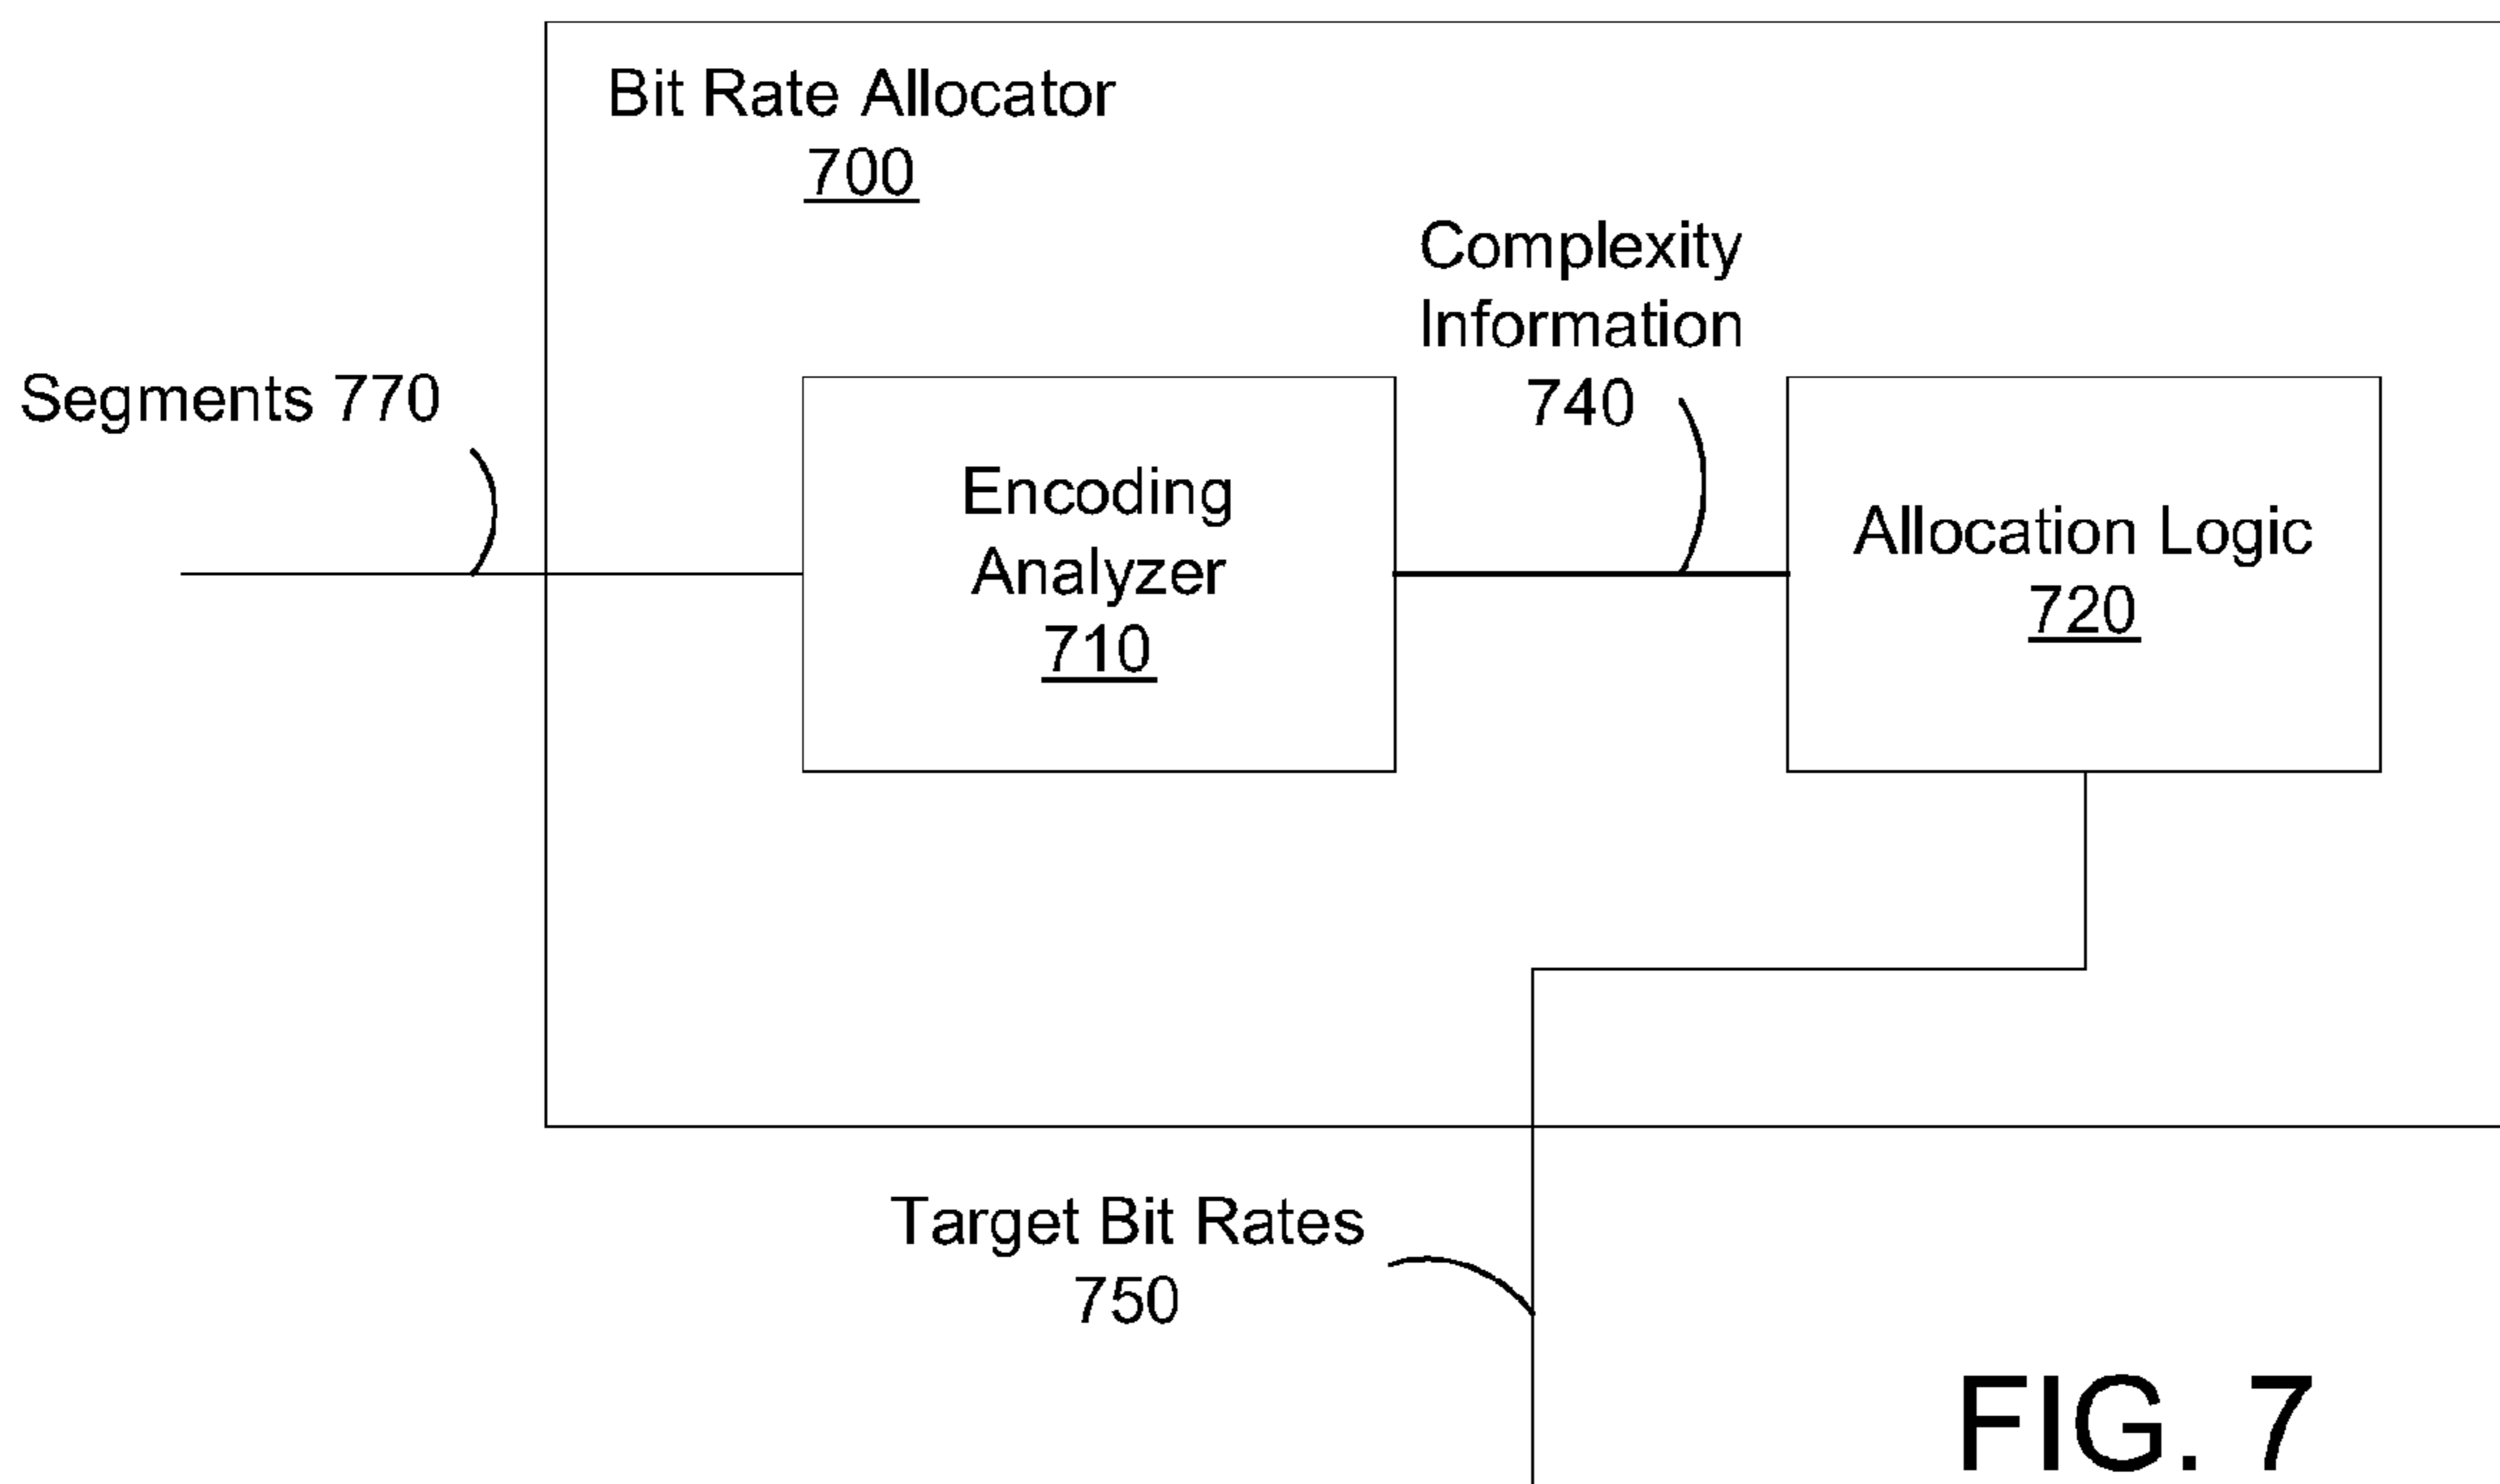 Bit Rate Allocator
700
Complexity
Information
740
Segments 770
Encoding
Analyzer
710
Allocation Logic
720
Target Bit Rates
750
FIG. 7